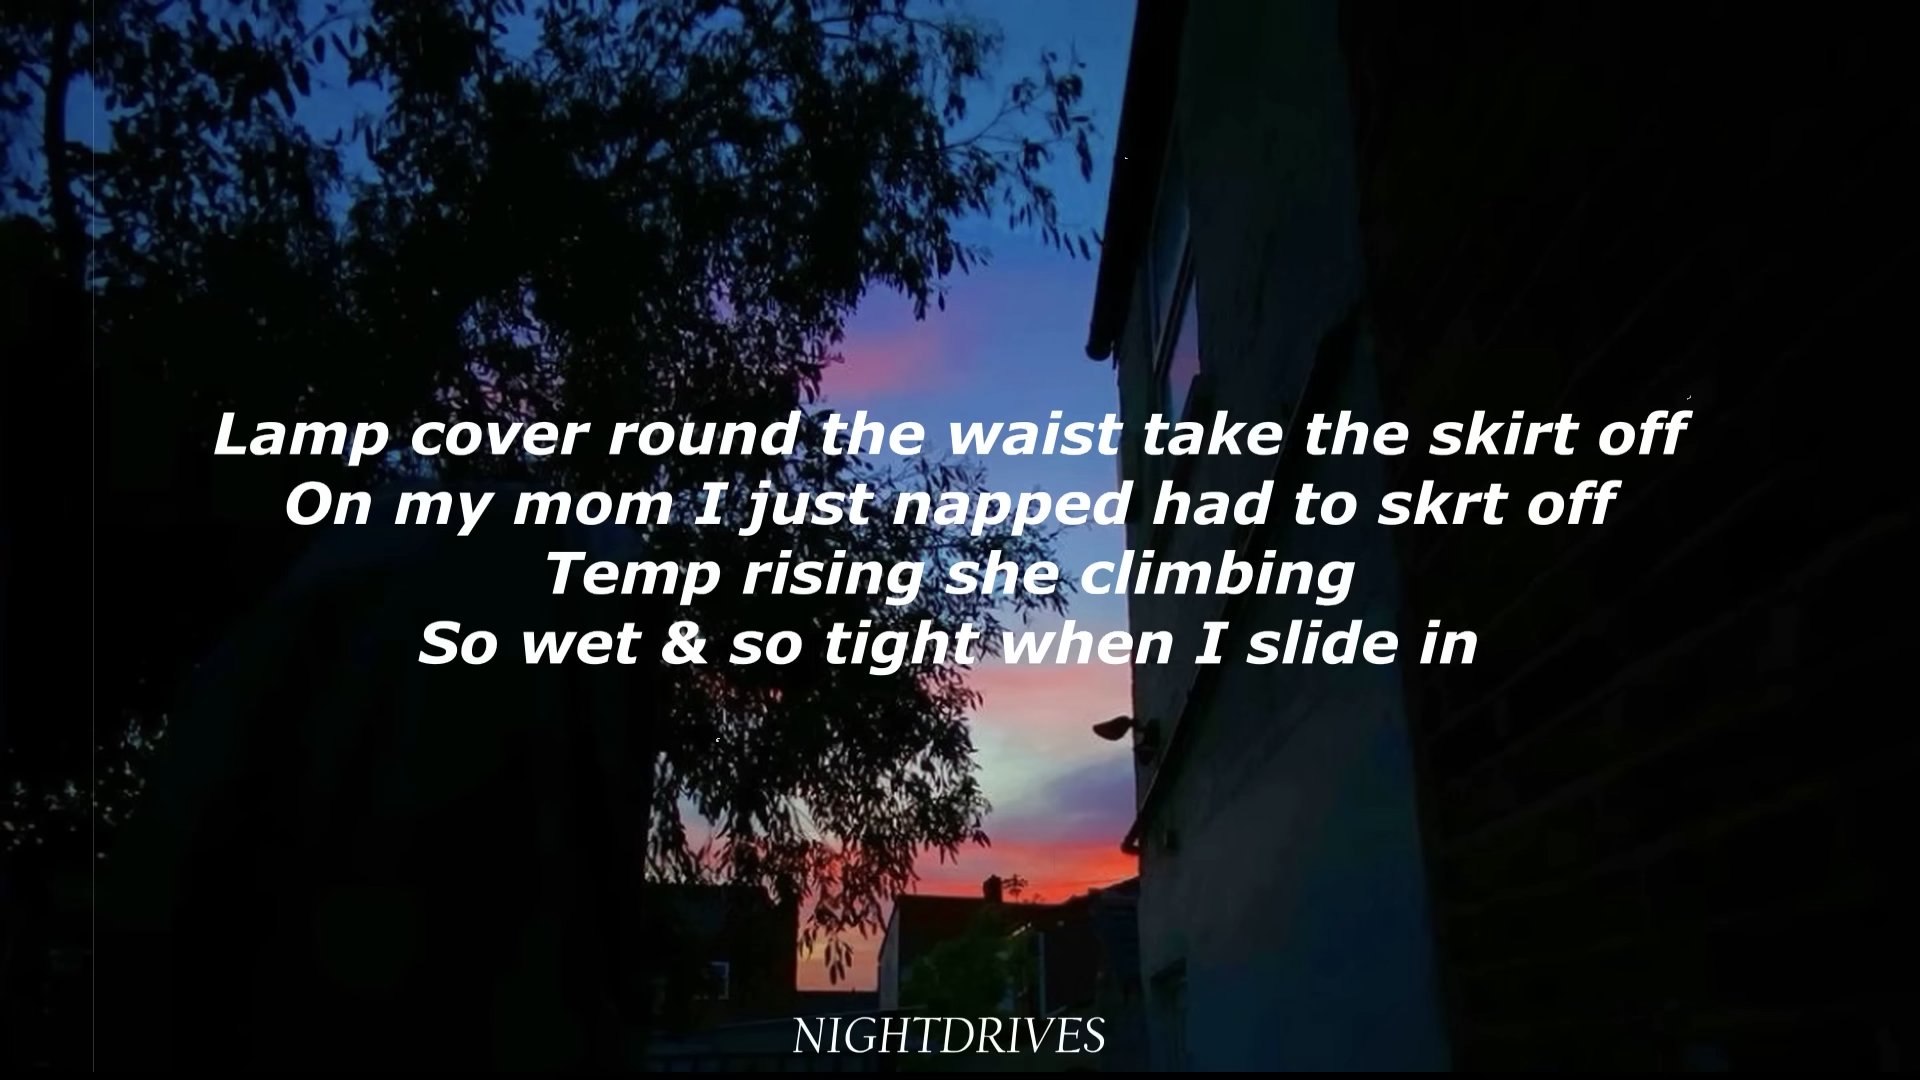 Lamp cover round the waist take the skirt off
On my mom I just napped had to skrt off
Temp rising she climbing
So wet & so tight when I slide in
NIGHTDRIVES